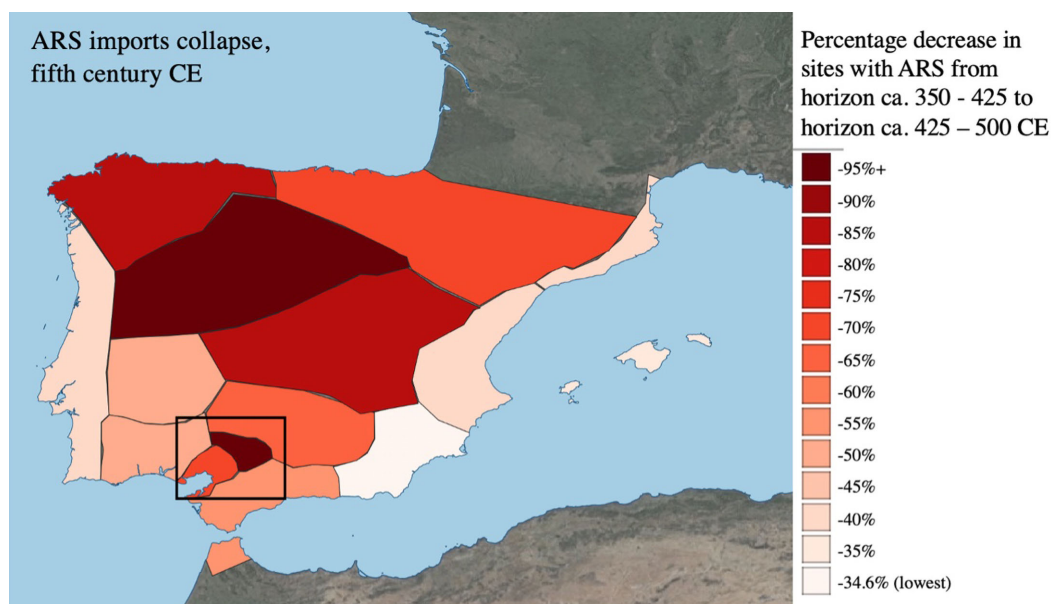 ARS imports collapse,
fifth century CE
Percentage decrease in
sites with ARS from
horizon ca. 350 - 425 to
horizon ca. 425 – 500 CE
-95%+
-90%
-85%
-80%
-75%
-70%
-65%
-60%
-55%
-50%
-45%
-40%
-35%
-34.6% (lowest)